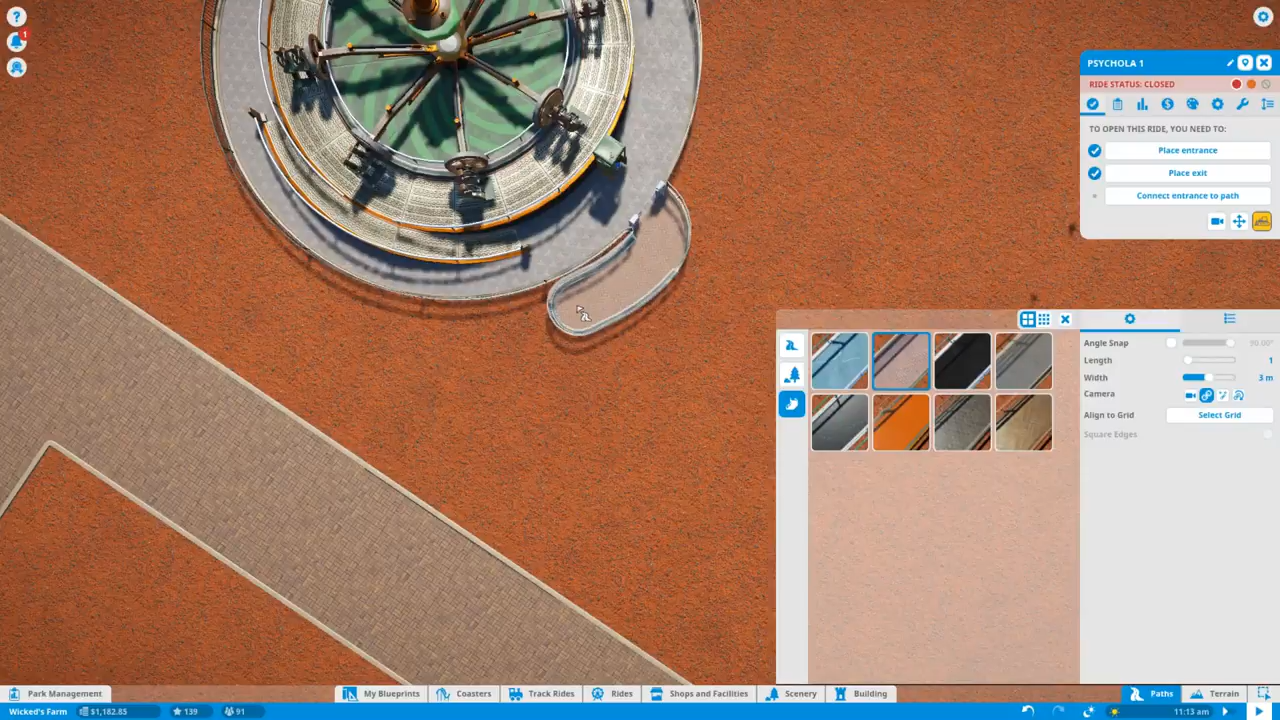 ?
1
PSYCHOLA 1
RIDE STATUS: CLOSED
TO OPEN THIS RIDE, YOU NEED TO:
Place entrance
Place exit
Connect entrance to path
Angle Snap 90.00°
Length 1
Width 3 m
Camera
Align to Grid Select Grid
Square Edges
Park Management My Blueprints Coasters Track Rides Rides Shops and Facilities Scenery Building Paths Terrain
Wicked's Farm $1,182.85 139 91 11:13 am